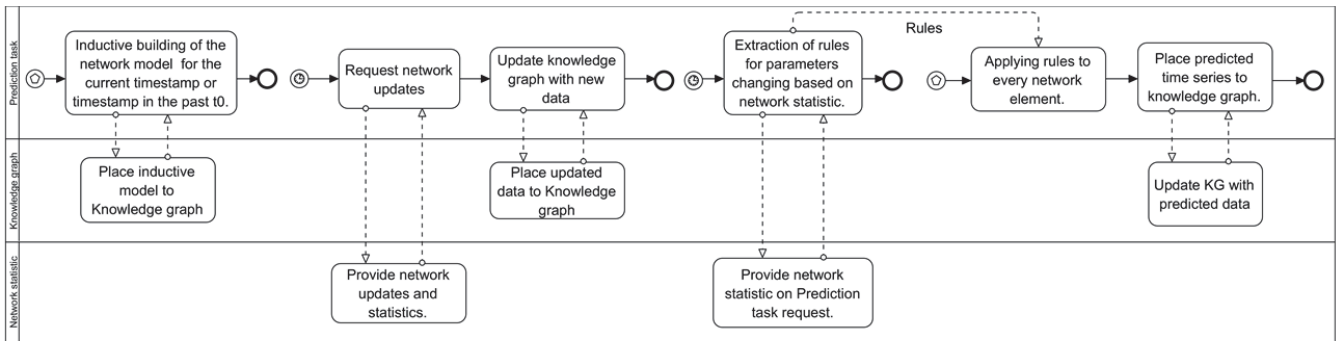 Prediction task
Inductive building of the
network model for the
current timestamp or
timestamp in the past t0.
Request network
updates
Update knowledge
graph with new
data
Extraction of rules
for parameters
changing based on
network statistic.
Rules
Applying rules to
every network
element.
Place predicted
time series to
knowledge graph.
Knowledge graph
Place inductive
model to
Knowledge graph
Place updated
data to Knowledge
graph
Update KG with
predicted data
Network statistic
Provide network
updates and
statistics.
Provide network
statistic on Prediction
task request.